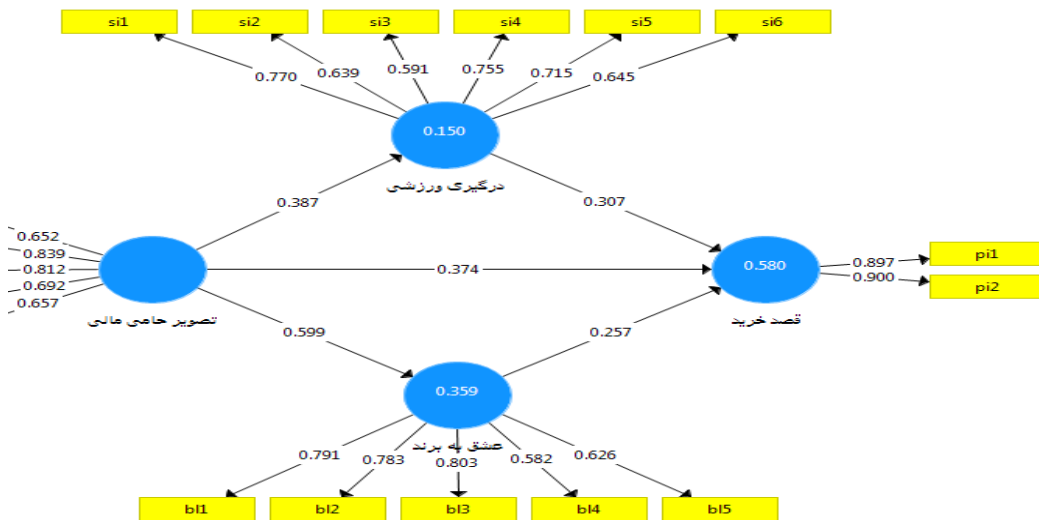 si1 si2 si3 si4 si5 si6
0.770 0.639 0.591 0.755 0.715 0.645
0.150
درگیری ورزشی
0.387 0.307
0.652
0.839
0.812
0.692
0.657
تصویر حامی مالی
0.374
0.580
قصد خرید
0.897 pi1
0.900 pi2
0.599 0.257
0.359
عشق به برند
0.791 0.783 0.803 0.582 0.626
bl1 bl2 bl3 bl4 bl5